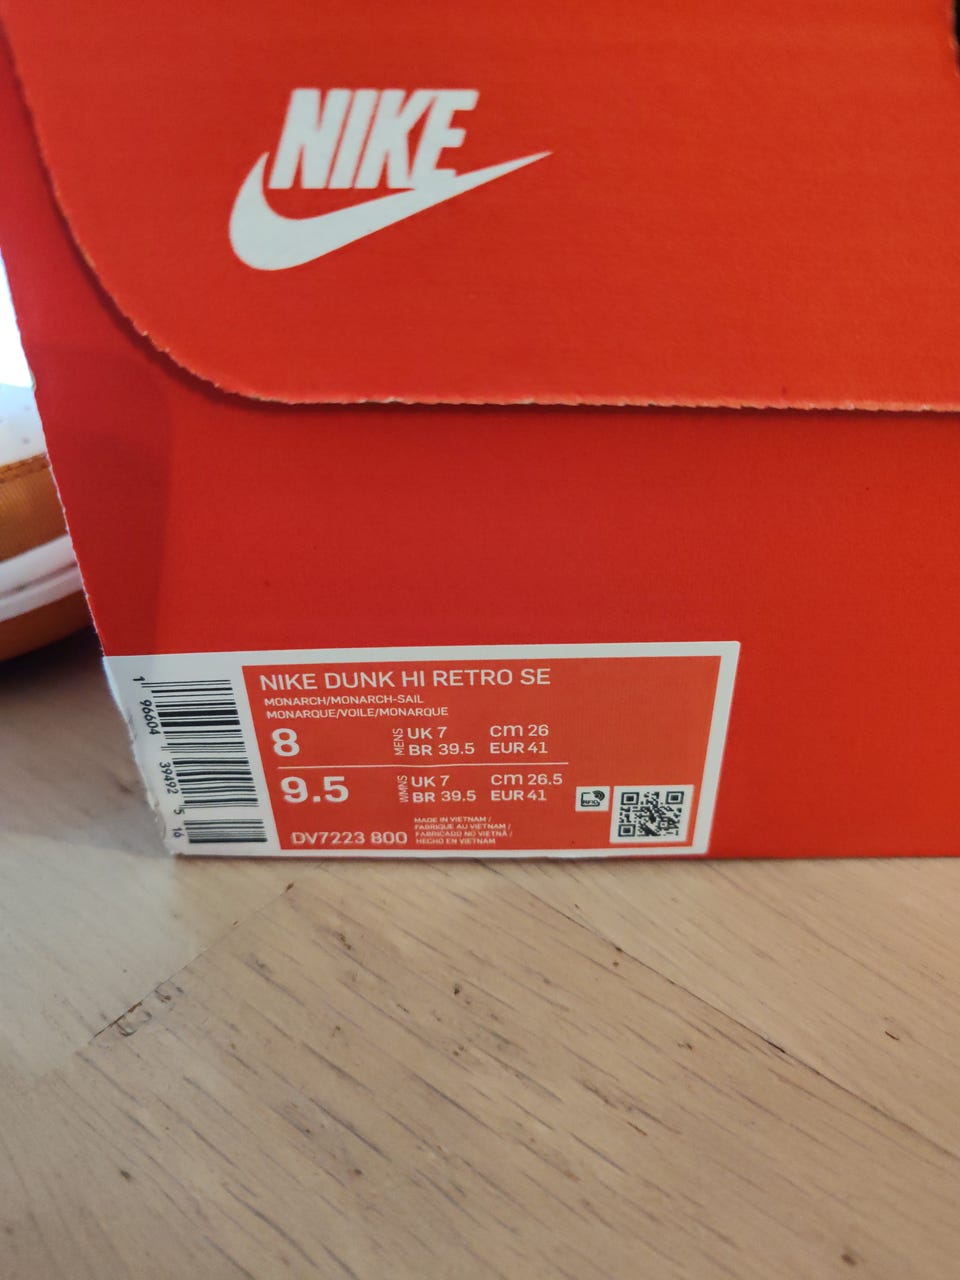 NIKE
NIKE DUNK HI RETRO SE
MONARCH/MONARCH-SAIL
MONARQUE/VOILE/MONARQUE
8 MENS UK 7 cm 26
BR 39.5 EUR 41
9.5 WMNS UK 7 cm 26.5
BR 39.5 EUR 41
DV7223 800
MADE IN VIETNAM /
FABRIQUE AU VIETNAM /
FABRICADO NO VIETNÃ /
HECHO EN VIETNAM
1 96604 39492 5 10